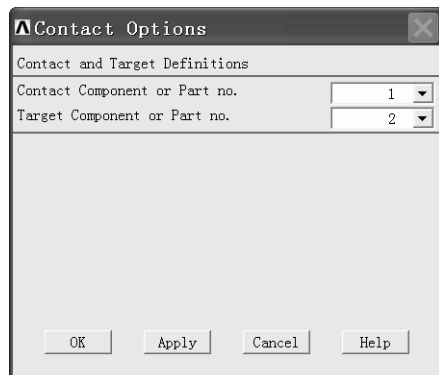 Contact Options
Contact and Target Definitions
Contact Component or Part no. 1
Target Component or Part no. 2
OK Apply Cancel Help